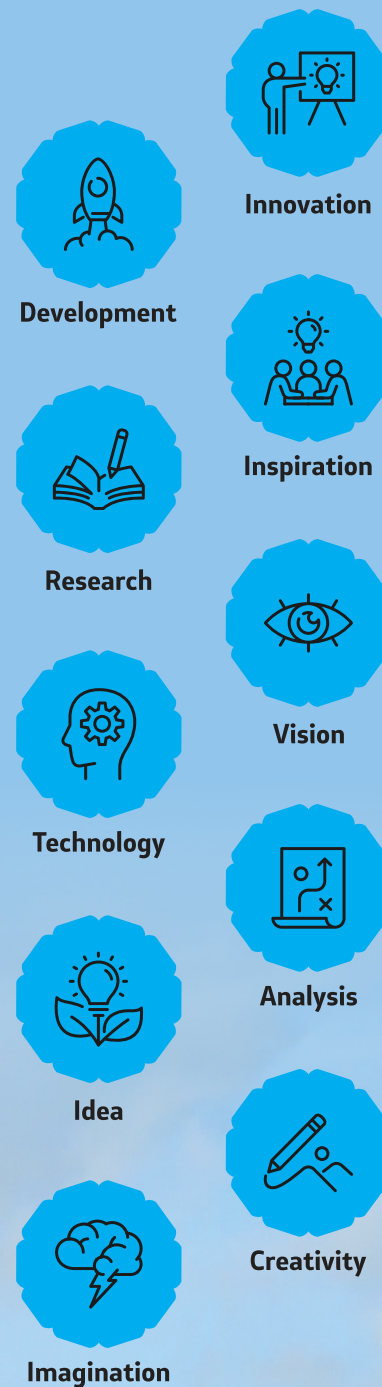 Innovation
Development
Inspiration
Research
Vision
Technology
Analysis
Idea
Creativity
Imagination